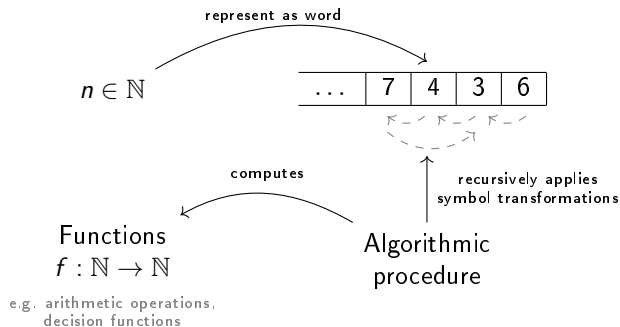 represent as word
n ∈ ℕ
... 7 4 3 6
computes
recursively applies
symbol transformations
Functions
f : ℕ → ℕ
Algorithmic
procedure
e.g. arithmetic operations,
decision functions